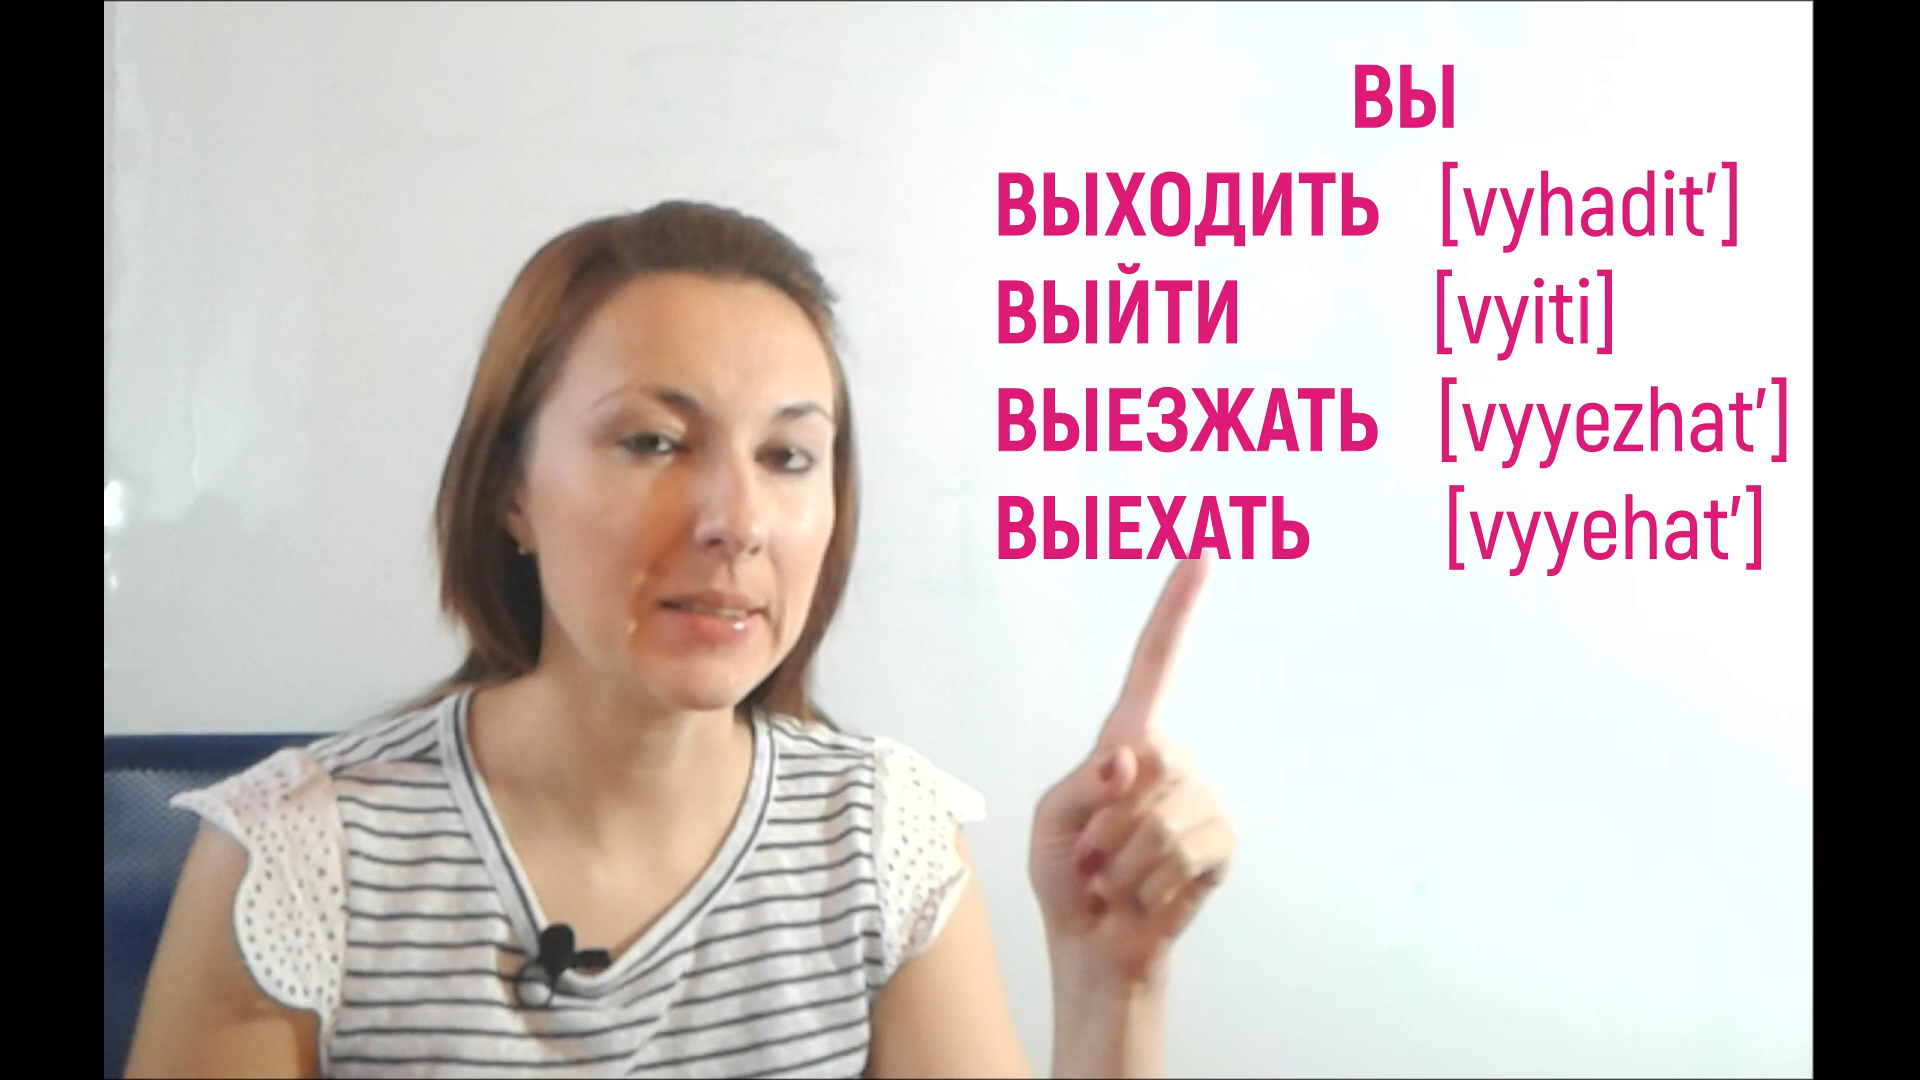 ВЫ
ВЫХОДИТЬ [vyhadit']
ВЫЙТИ [vyiti]
ВЫЕЗЖАТЬ [vyyezhat']
ВЫЕХАТЬ [vyyehat']